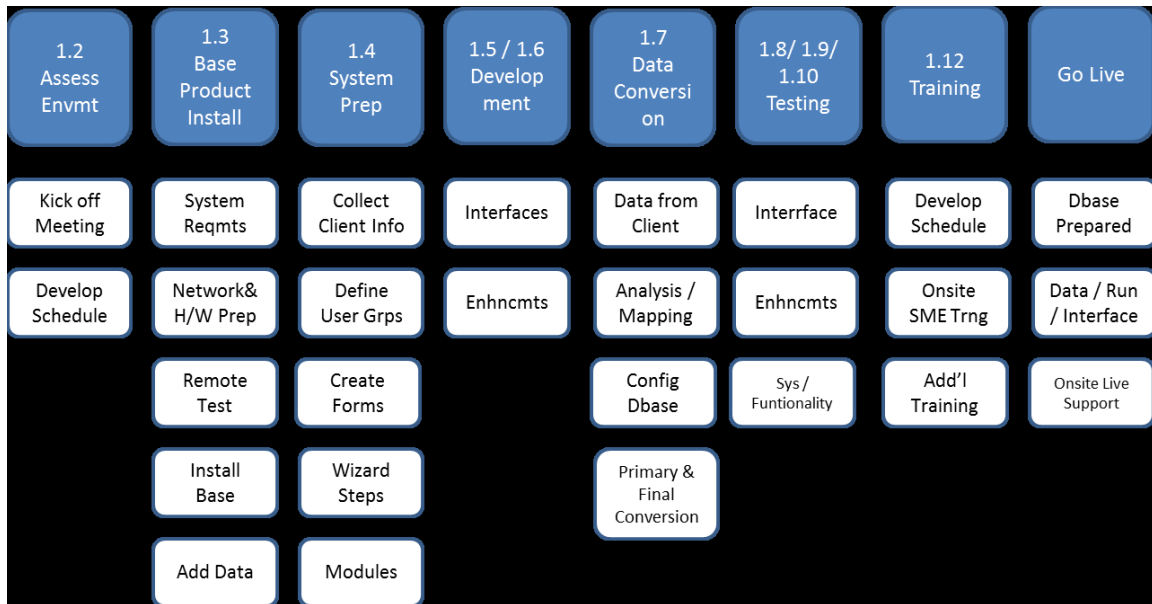 1.2
Assess
Envmt
1.3
Base
Product
Install
1.4
System
Prep
1.5 / 1.6
Develop
ment
1.7
Data
Conversi
on
1.8/ 1.9/
1.10
Testing
1.12
Training
Go Live
Kick off
Meeting
System
Reqmts
Collect
Client Info
Interfaces
Data from
Client
Interrface
Develop
Schedule
Dbase
Prepared
Develop
Schedule
Network&
H/W Prep
Define
User Grps
Enhncmts
Analysis /
Mapping
Enhncmts
Onsite
SME Trng
Data / Run
/ Interface
Remote
Test
Create
Forms
Config
Dbase
Sys /
Funtionality
Add'l
Training
Onsite Live
Support
Install
Base
Wizard
Steps
Primary &
Final
Conversion
Add Data
Modules